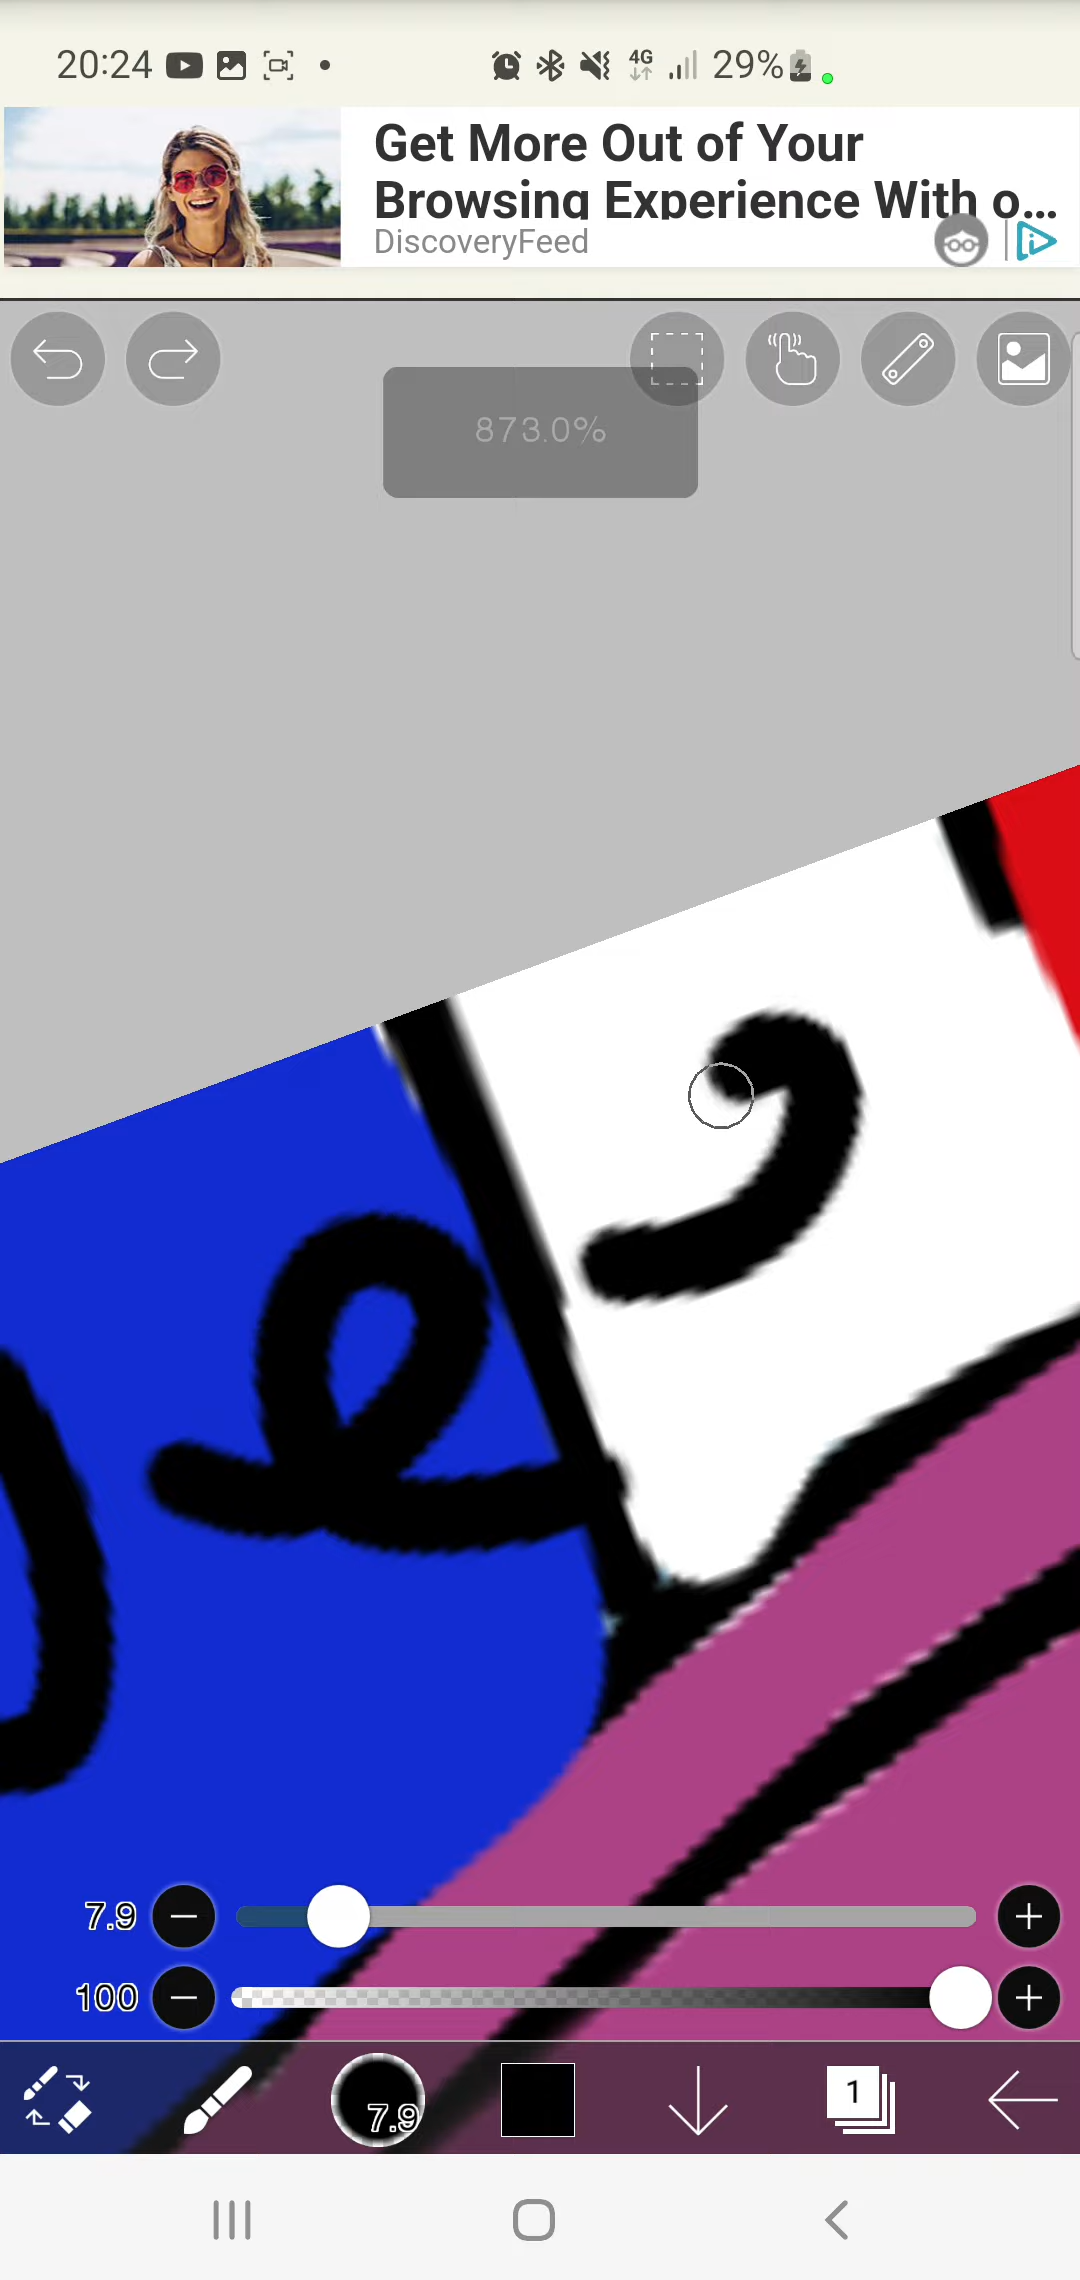 20:24 4G 29%
Get More Out of Your
Browsing Experience With o...
DiscoveryFeed
873.0%
7.9
100
7.9
1